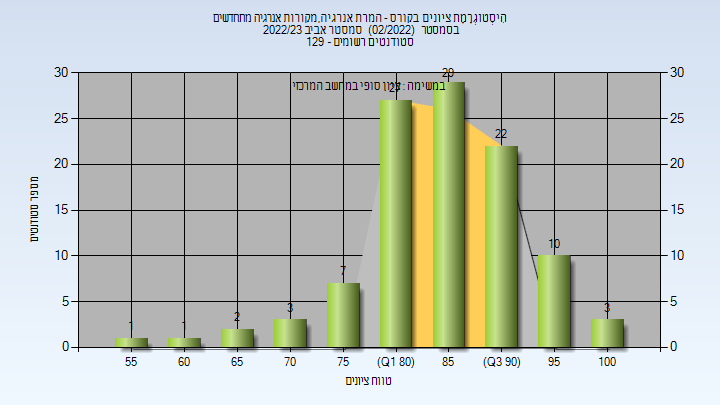 היסטוגרמת ציונים בקורס - המרת אנרגיה,מקורות אנרגיה מתחדשים
בסמסטר (02/2022) סמסטר אביב 2022/23
סטודנטים רשומים - 129
במשימה : ציון סופי במחשב המרכזי
מספר סטודנטים
30 30
25 25
20 20
15 15
10 10
5 5
0 0
1 1 2 3 7 27 29 22 10 3
55 60 65 70 75 (Q1 80) 85 (Q3 90) 95 100
טווח ציונים